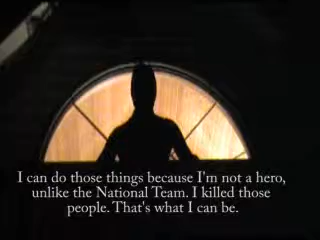 I can do those things because I'm not a hero,
unlike the National Team. I killed those
people. That's what I can be.